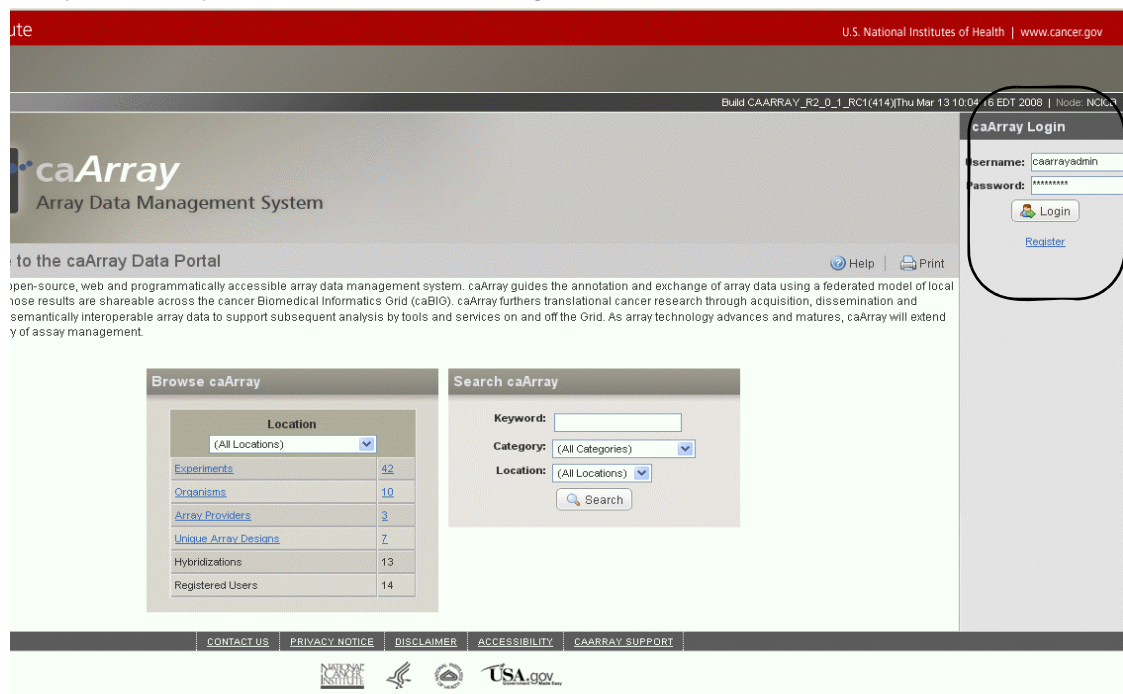 ute
U.S. National Institutes of Health | www.cancer.gov
Build CAARRAY_R2_0_1_RC1(414)|Thu Mar 13 10:04:16 EDT 2008 | Node: NCICB
caArray Login
Username: caarrayadmin
Password: *********
Login
Register
caArray
Array Data Management System
to the caArray Data Portal
Help | Print
open-source, web and programmatically accessible array data management system. caArray guides the annotation and exchange of array data using a federated model of local
hose results are shareable across the cancer Biomedical Informatics Grid (caBIG). caArray furthers translational cancer research through acquisition, dissemination and
semantically interoperable array data to support subsequent analysis by tools and services on and off the Grid. As array technology advances and matures, caArray will extend
y of assay management.
Browse caArray
Location
(All Locations)
Experiments 42
Organisms 10
Array Providers 3
Unique Array Designs 7
Hybridizations 13
Registered Users 14
Search caArray
Keyword:
Category: (All Categories)
Location: (All Locations)
Search
CONTACT US PRIVACY NOTICE DISCLAIMER ACCESSIBILITY CAARRAY SUPPORT
NATIONAL CANCER INSTITUTE
USA.gov